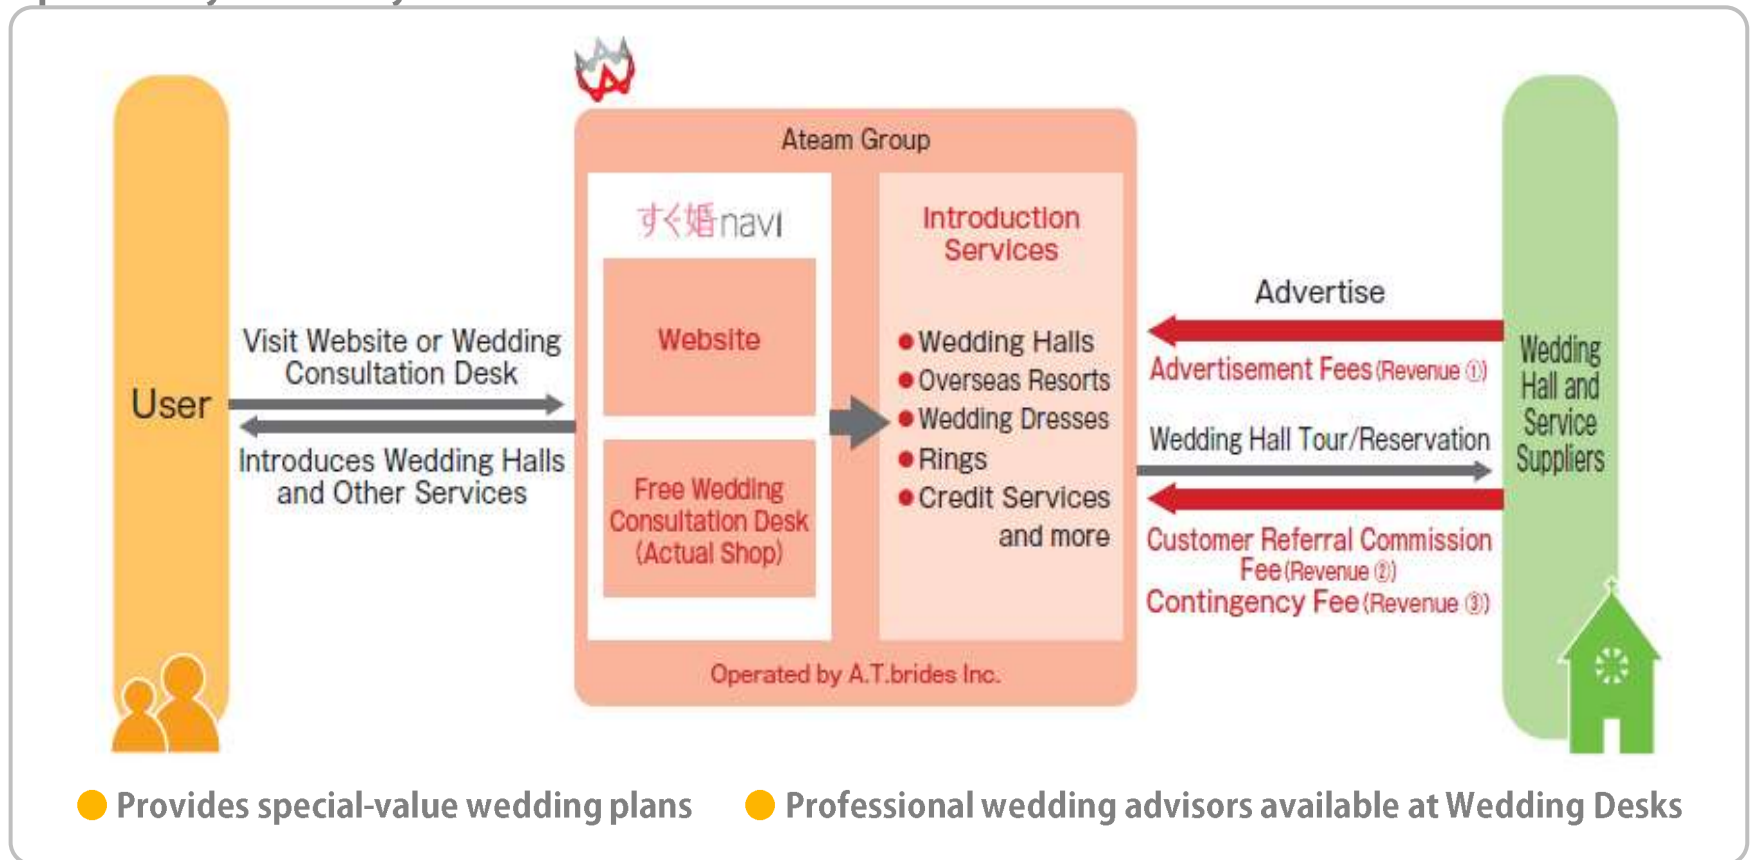 Ateam Group
すぐ婚navi
Website
Free Wedding
Consultation Desk
(Actual Shop)
Introduction
Services
●Wedding Halls
●Overseas Resorts
●Wedding Dresses
●Rings
●Credit Services
and more
Operated by A.T.brides Inc.
User
Visit Website or Wedding
Consultation Desk
Introduces Wedding Halls
and Other Services
Advertise
Advertisement Fees (Revenue ①)
Wedding Hall Tour/Reservation
Customer Referral Commission
Fee (Revenue ②)
Contingency Fee (Revenue ③)
Wedding
Hall and
Service
Suppliers
● Provides special-value wedding plans
● Professional wedding advisors available at Wedding Desks